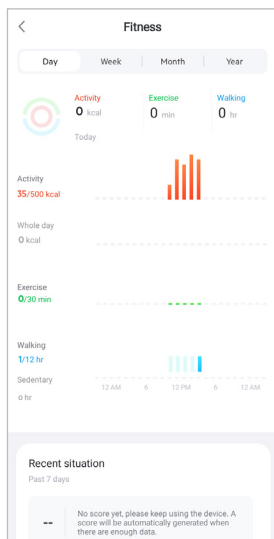 Fitness
Day Week Month Year
Activity Exercise Walking
0 kcal 0 min 0 hr
Today
Activity
35/500 kcal
Whole day
0 kcal
Exercise
0/30 min
Walking
1/12 hr
Sedentary
0 hr
12 AM 6 12 PM 6 12 AM
Recent situation
Past 7 days
-- No score yet, please keep using the device. A
score will be automatically generated when
there are enough data.